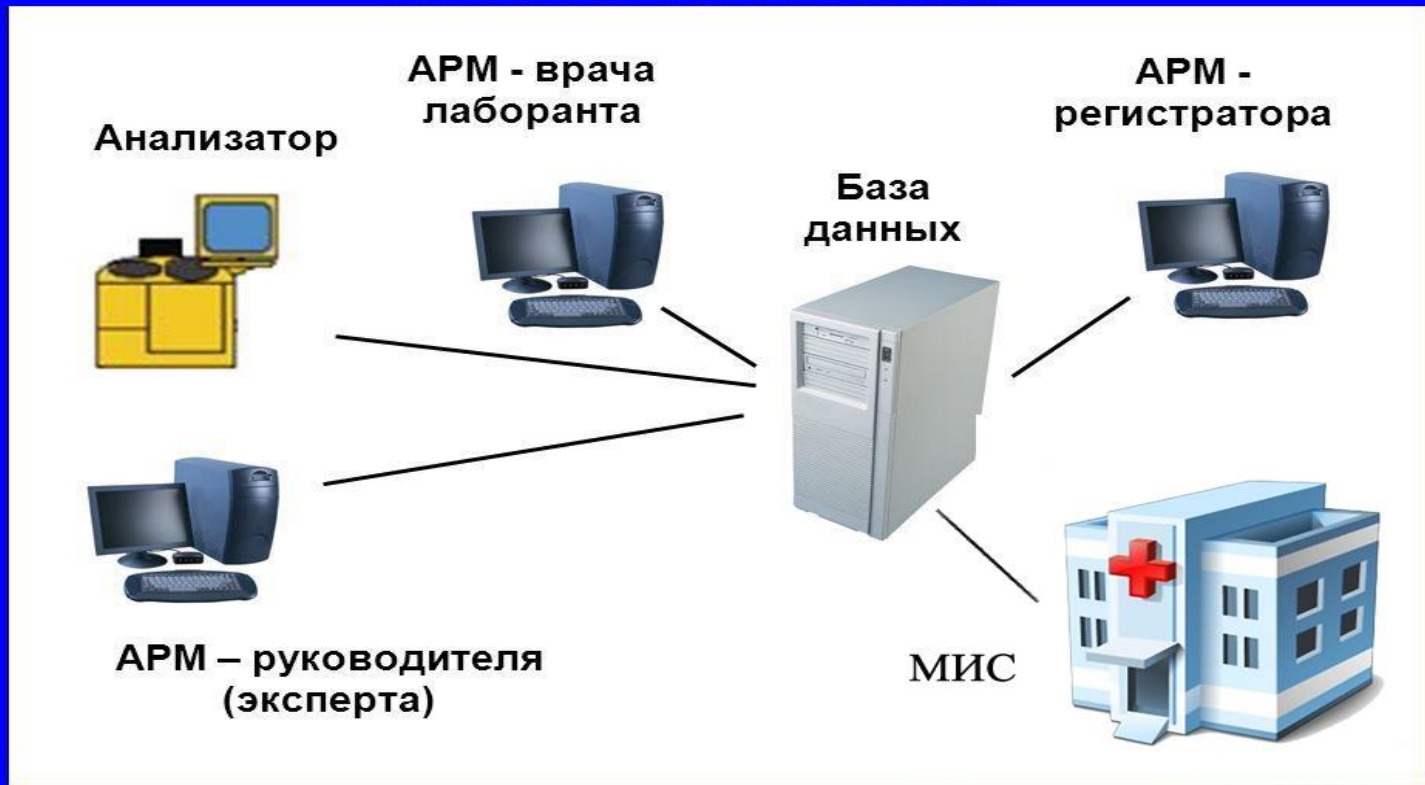 АРМ - врача
лаборанта
АРМ -
регистратора
Анализатор
База
данных
АРМ – руководителя
(эксперта)
МИС